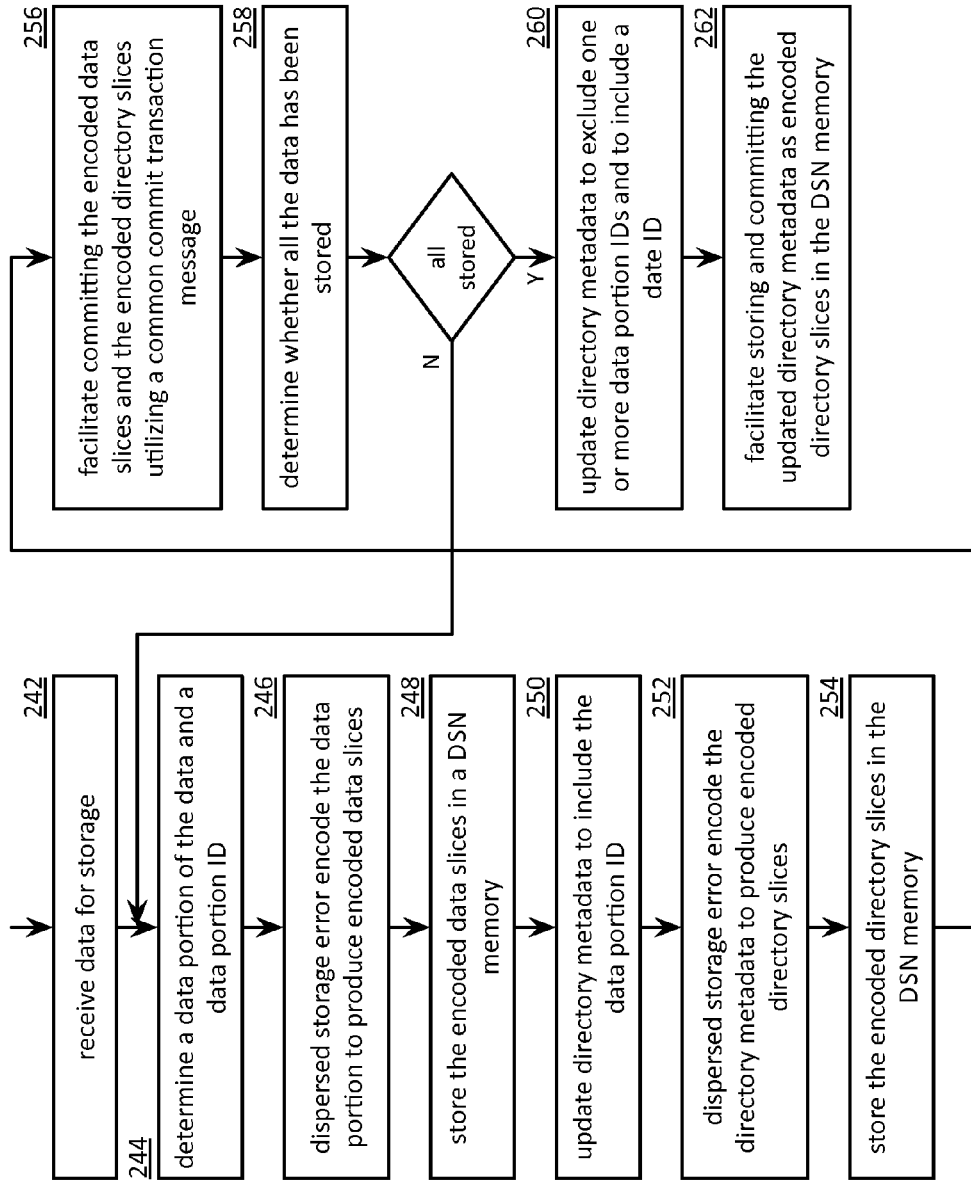 242
receive data for storage
244
determine a data portion of the data and a
data portion ID
246
dispersed storage error encode the data
portion to produce encoded data slices
248
store the encoded data slices in a DSN
memory
250
update directory metadata to include the
data portion ID
252
dispersed storage error encode the
directory metadata to produce encoded
directory slices
254
store the encoded directory slices in the
DSN memory
256
facilitate committing the encoded data
slices and the encoded directory slices
utilizing a common commit transaction
message
258
determine whether all the data has been
stored
all
stored
N
Y
260
update directory metadata to exclude one
or more data portion IDs and to include a
date ID
262
facilitate storing and committing the
updated directory metadata as encoded
directory slices in the DSN memory